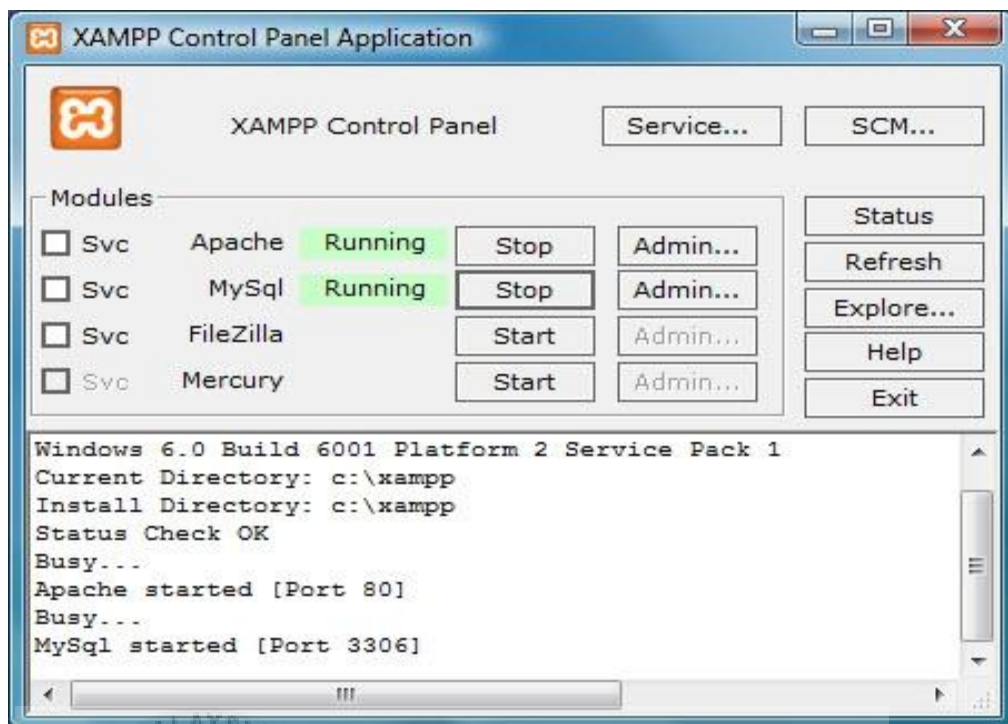 XAMPP Control Panel Application
XAMPP Control Panel Service... SCM...
Modules
Svc Apache Running Stop Admin...
Svc MySql Running Stop Admin...
Svc FileZilla Start Admin...
Svc Mercury Start Admin...
Status
Refresh
Explore...
Help
Exit
Windows 6.0 Build 6001 Platform 2 Service Pack 1
Current Directory: c:\xampp
Install Directory: c:\xampp
Status Check OK
Busy...
Apache started [Port 80]
Busy...
MySql started [Port 3306]